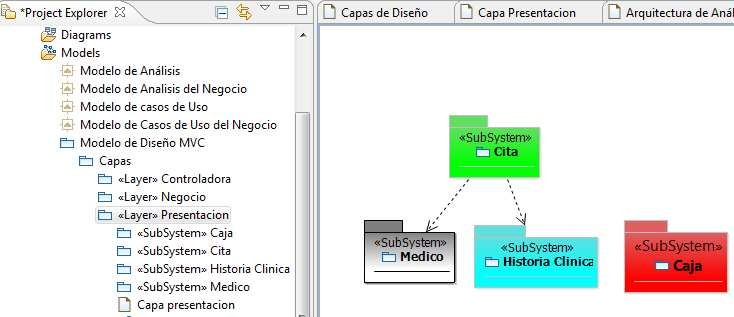 *Project Explorer
Diagrams
Models
Modelo de Análisis
Modelo de Analisis del Negocio
Modelo de casos de Uso
Modelo de Casos de Uso del Negocio
Modelo de Diseño MVC
Capas
«Layer» Controladora
«Layer» Negocio
«Layer» Presentacion
«SubSystem» Caja
«SubSystem» Cita
«SubSystem» Historia Clinica
«SubSystem» Medico
Capa presentacion
Capas de Diseño
Capa Presentacion
Arquitectura de Anál
«SubSystem»
Cita
«SubSystem»
Medico
«SubSystem»
Historia Clinica
«SubSystem»
Caja